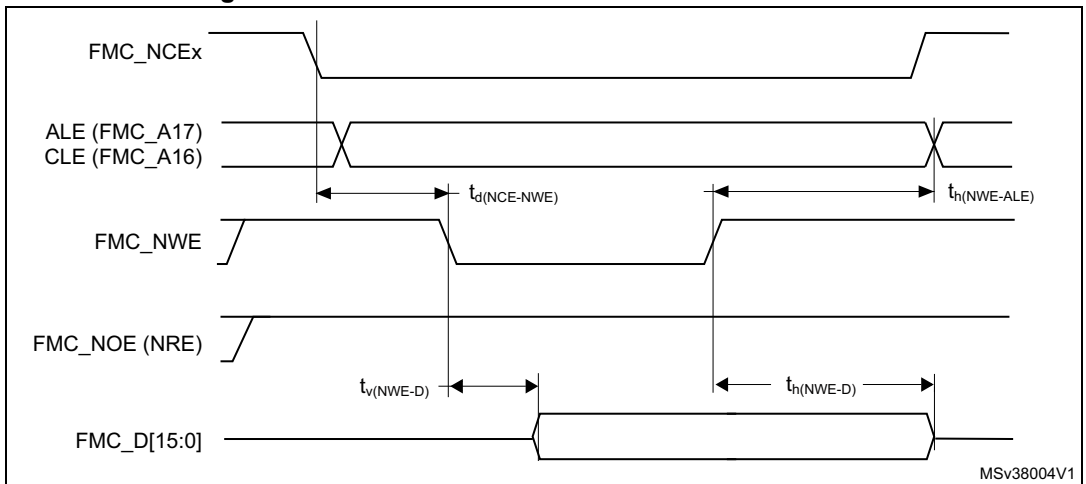 FMC_NCEx
ALE (FMC_A17)
CLE (FMC_A16)
td(NCE-NWE)
th(NWE-ALE)
FMC_NWE
FMC_NOE (NRE)
tv(NWE-D)
th(NWE-D)
FMC_D[15:0]
MSv38004V1